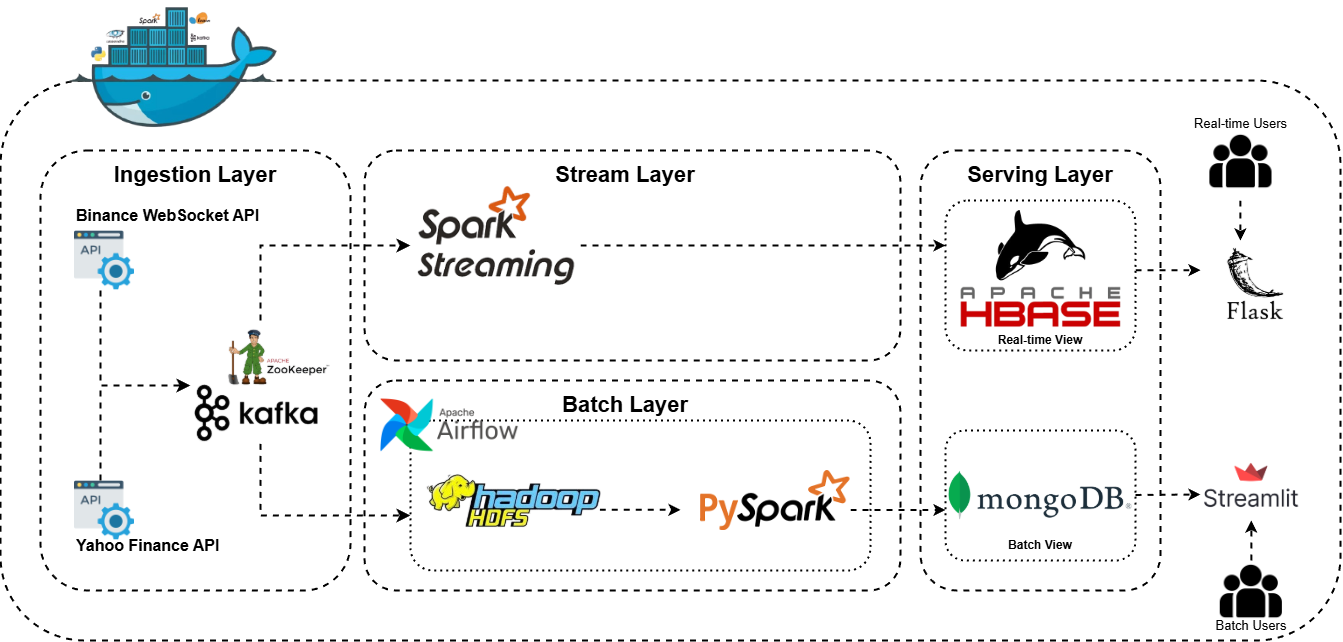 Spark
kafka
Real-time Users
Ingestion Layer
Stream Layer
Serving Layer
Binance WebSocket API
API
Spark
Streaming
APACHE
HBASE
Real-time View
Flask
APACHE
ZooKeeper
kafka
Batch Layer
Apache
Airflow
API
Yahoo Finance API
hadoop
HDFS
PySpark
mongoDB®
Batch View
Streamlit
Batch Users